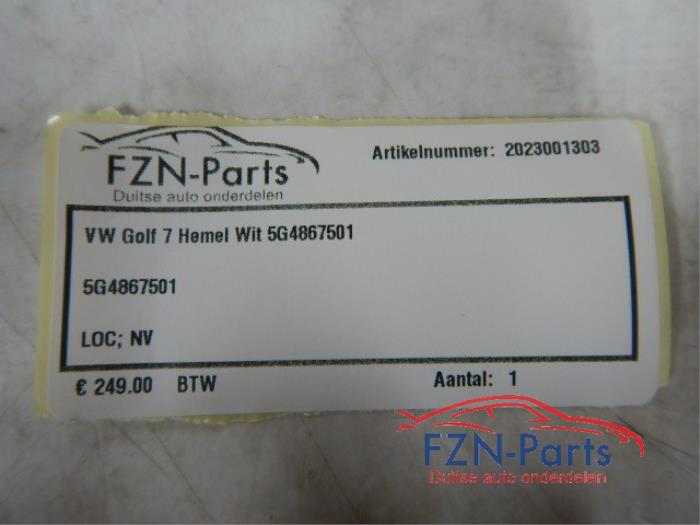 FZN-Parts
Duitse auto onderdelen
Artikelnummer: 2023001303
VW Golf 7 Hemel Wit 5G4867501
5G4867501
LOC; NV
€ 249.00 BTW
Aantal: 1
FZN-Parts
Duitse auto onderdelen